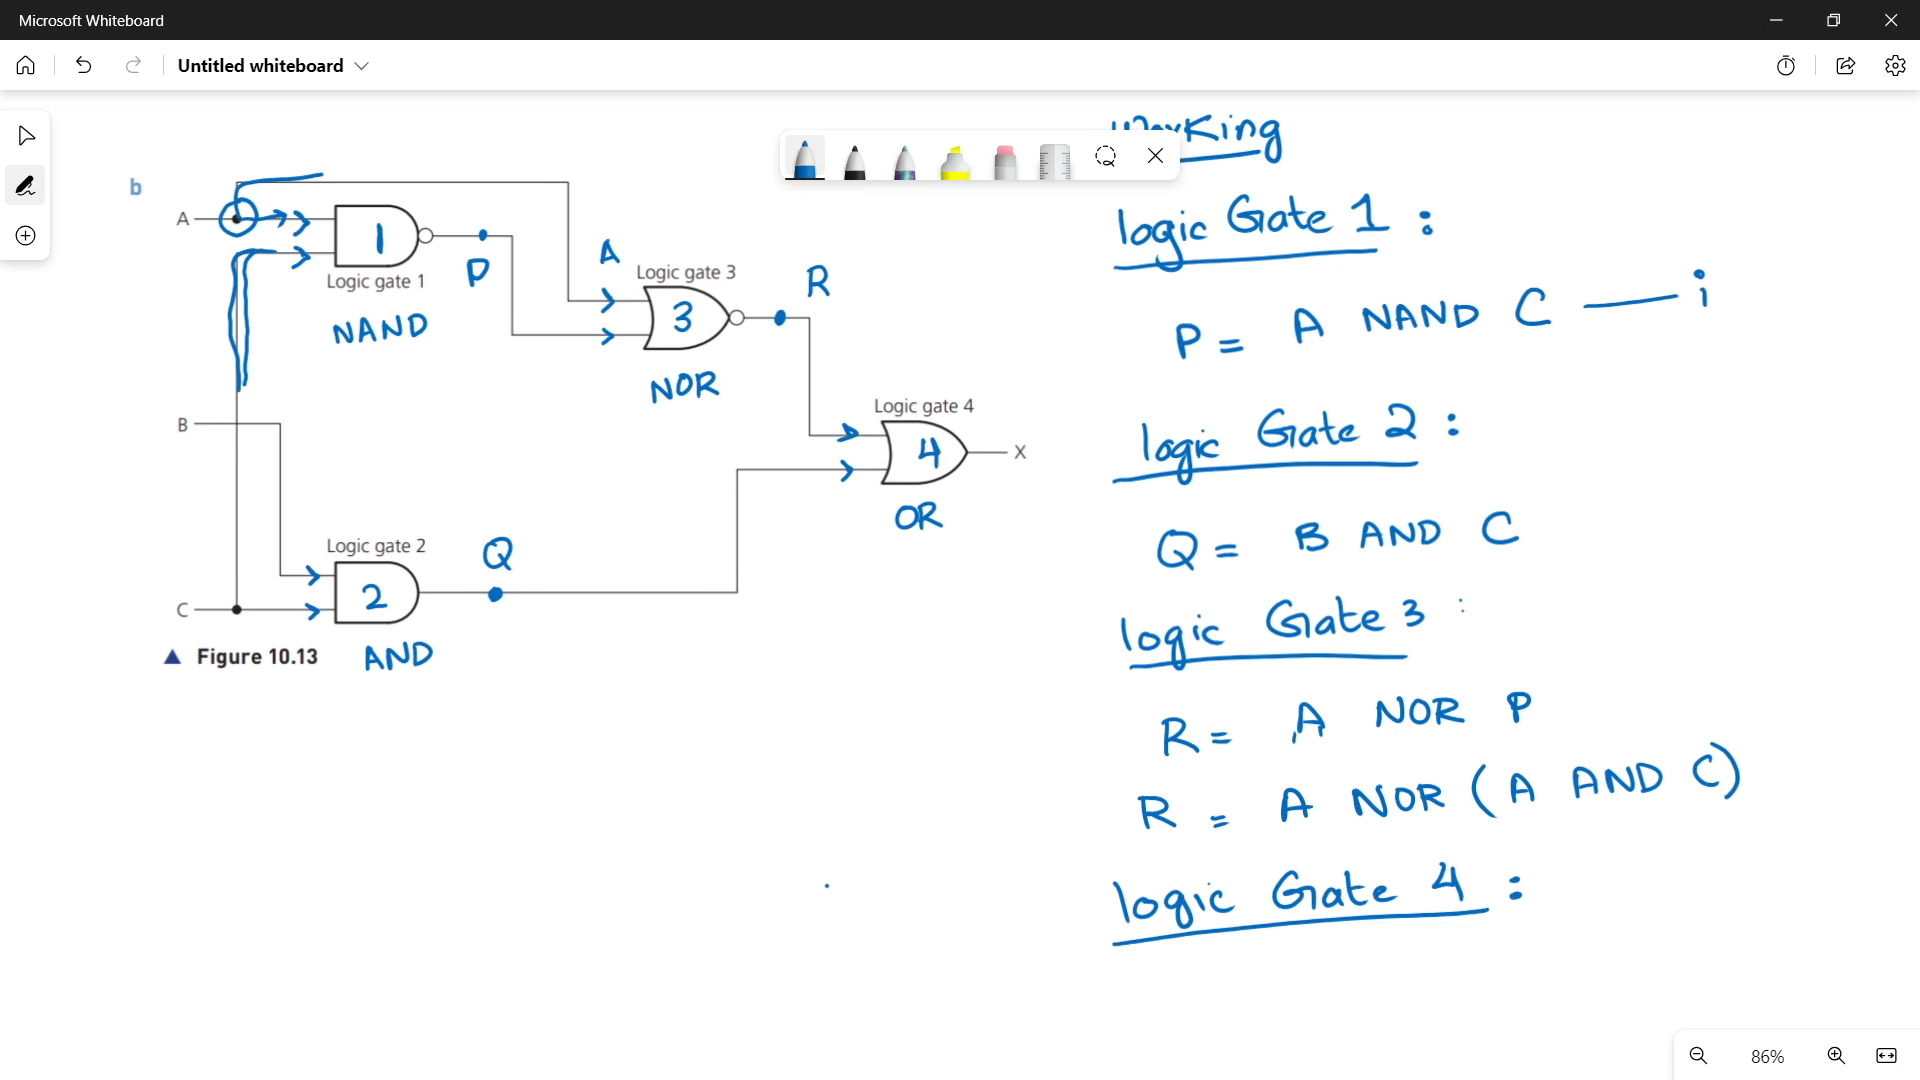 Microsoft Whiteboard
Untitled whiteboard
b
A
1
Logic gate 1
NAND
P
A
Logic gate 3
3
NOR
R
B
Logic gate 4
4
X
OR
Logic gate 2
2
Q
C
AND
▲ Figure 10.13
working
logic Gate 1 :
P = A NAND C — i
logic Gate 2 :
Q = B AND C
logic Gate 3 :
R = A NOR P
R = A NOR ( A AND C)
logic Gate 4 :
86%